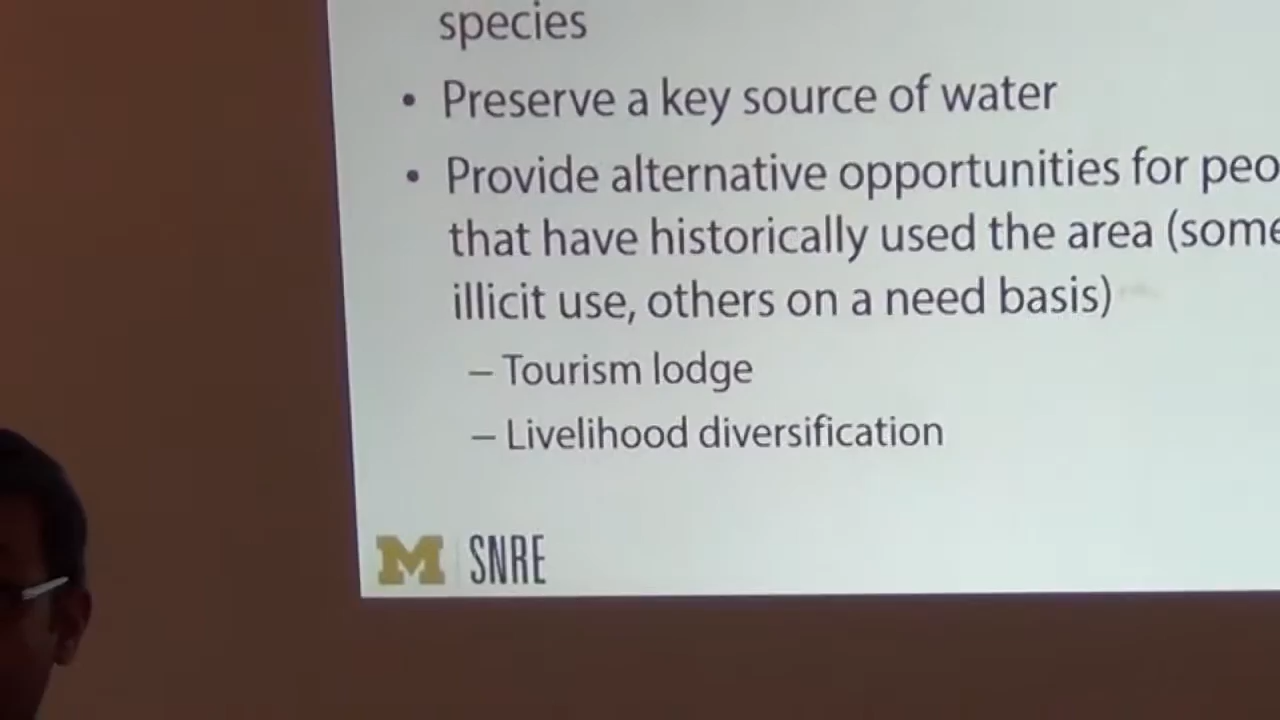 species
• Preserve a key source of water
• Provide alternative opportunities for peo
that have historically used the area (some
illicit use, others on a need basis)
– Tourism lodge
– Livelihood diversification
M SNRE